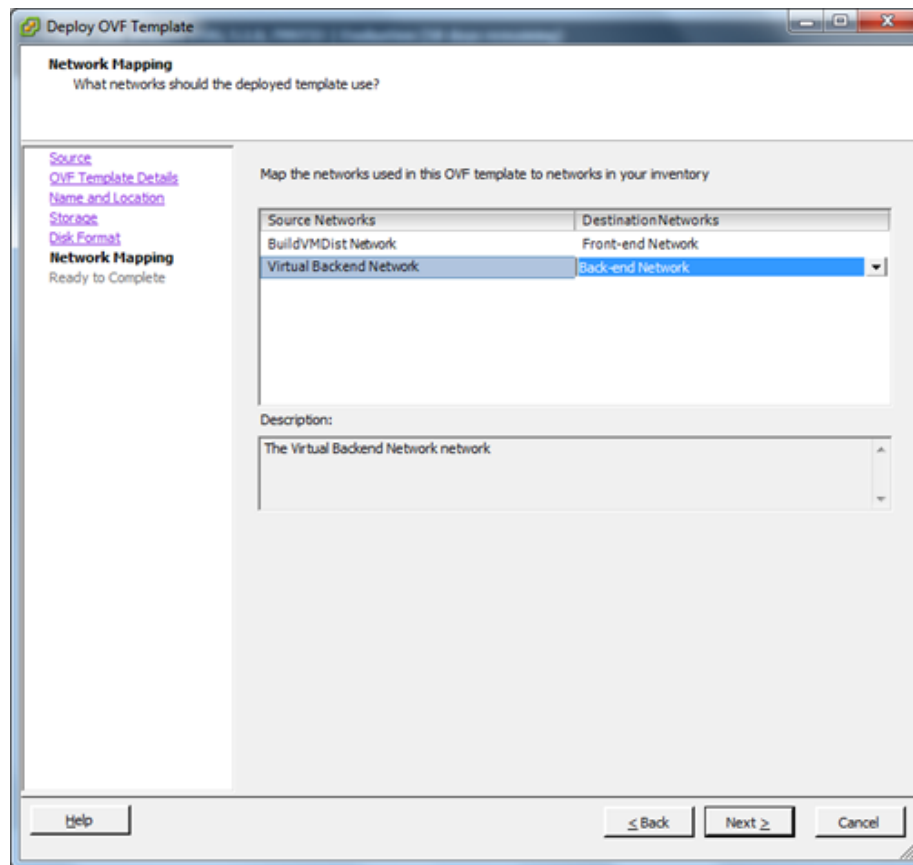 Deploy OVF Template
Network Mapping
What networks should the deployed template use?
Source
OVF Template Details
Name and Location
Storage
Disk Format
Network Mapping
Ready to Complete
Map the networks used in this OVF template to networks in your inventory
Source Networks DestinationNetworks
BuildVMDist Network Front-end Network
Virtual Backend Network Back-end Network
Description:
The Virtual Backend Network network
Help
< Back
Next >
Cancel